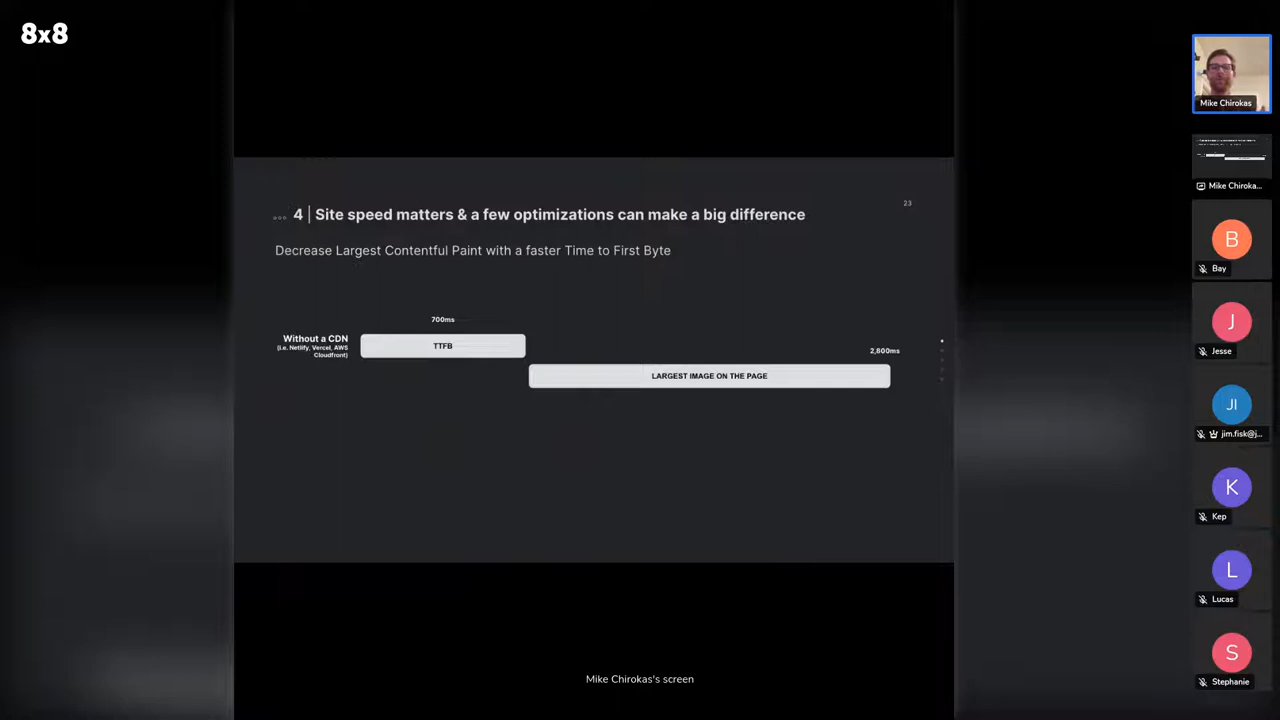 8x8
4 | Site speed matters & a few optimizations can make a big difference
23
Decrease Largest Contentful Paint with a faster Time to First Byte
700ms
Without a CDN
(i.e. Netlify, Vercel, AWS
Cloudfront)
TTFB
2,800ms
LARGEST IMAGE ON THE PAGE
Mike Chirokas's screen
Mike Chirokas
Mike Chiroka...
B
Bay
J
Jesse
JI
jim.fisk@j...
K
Kep
L
Lucas
S
Stephanie